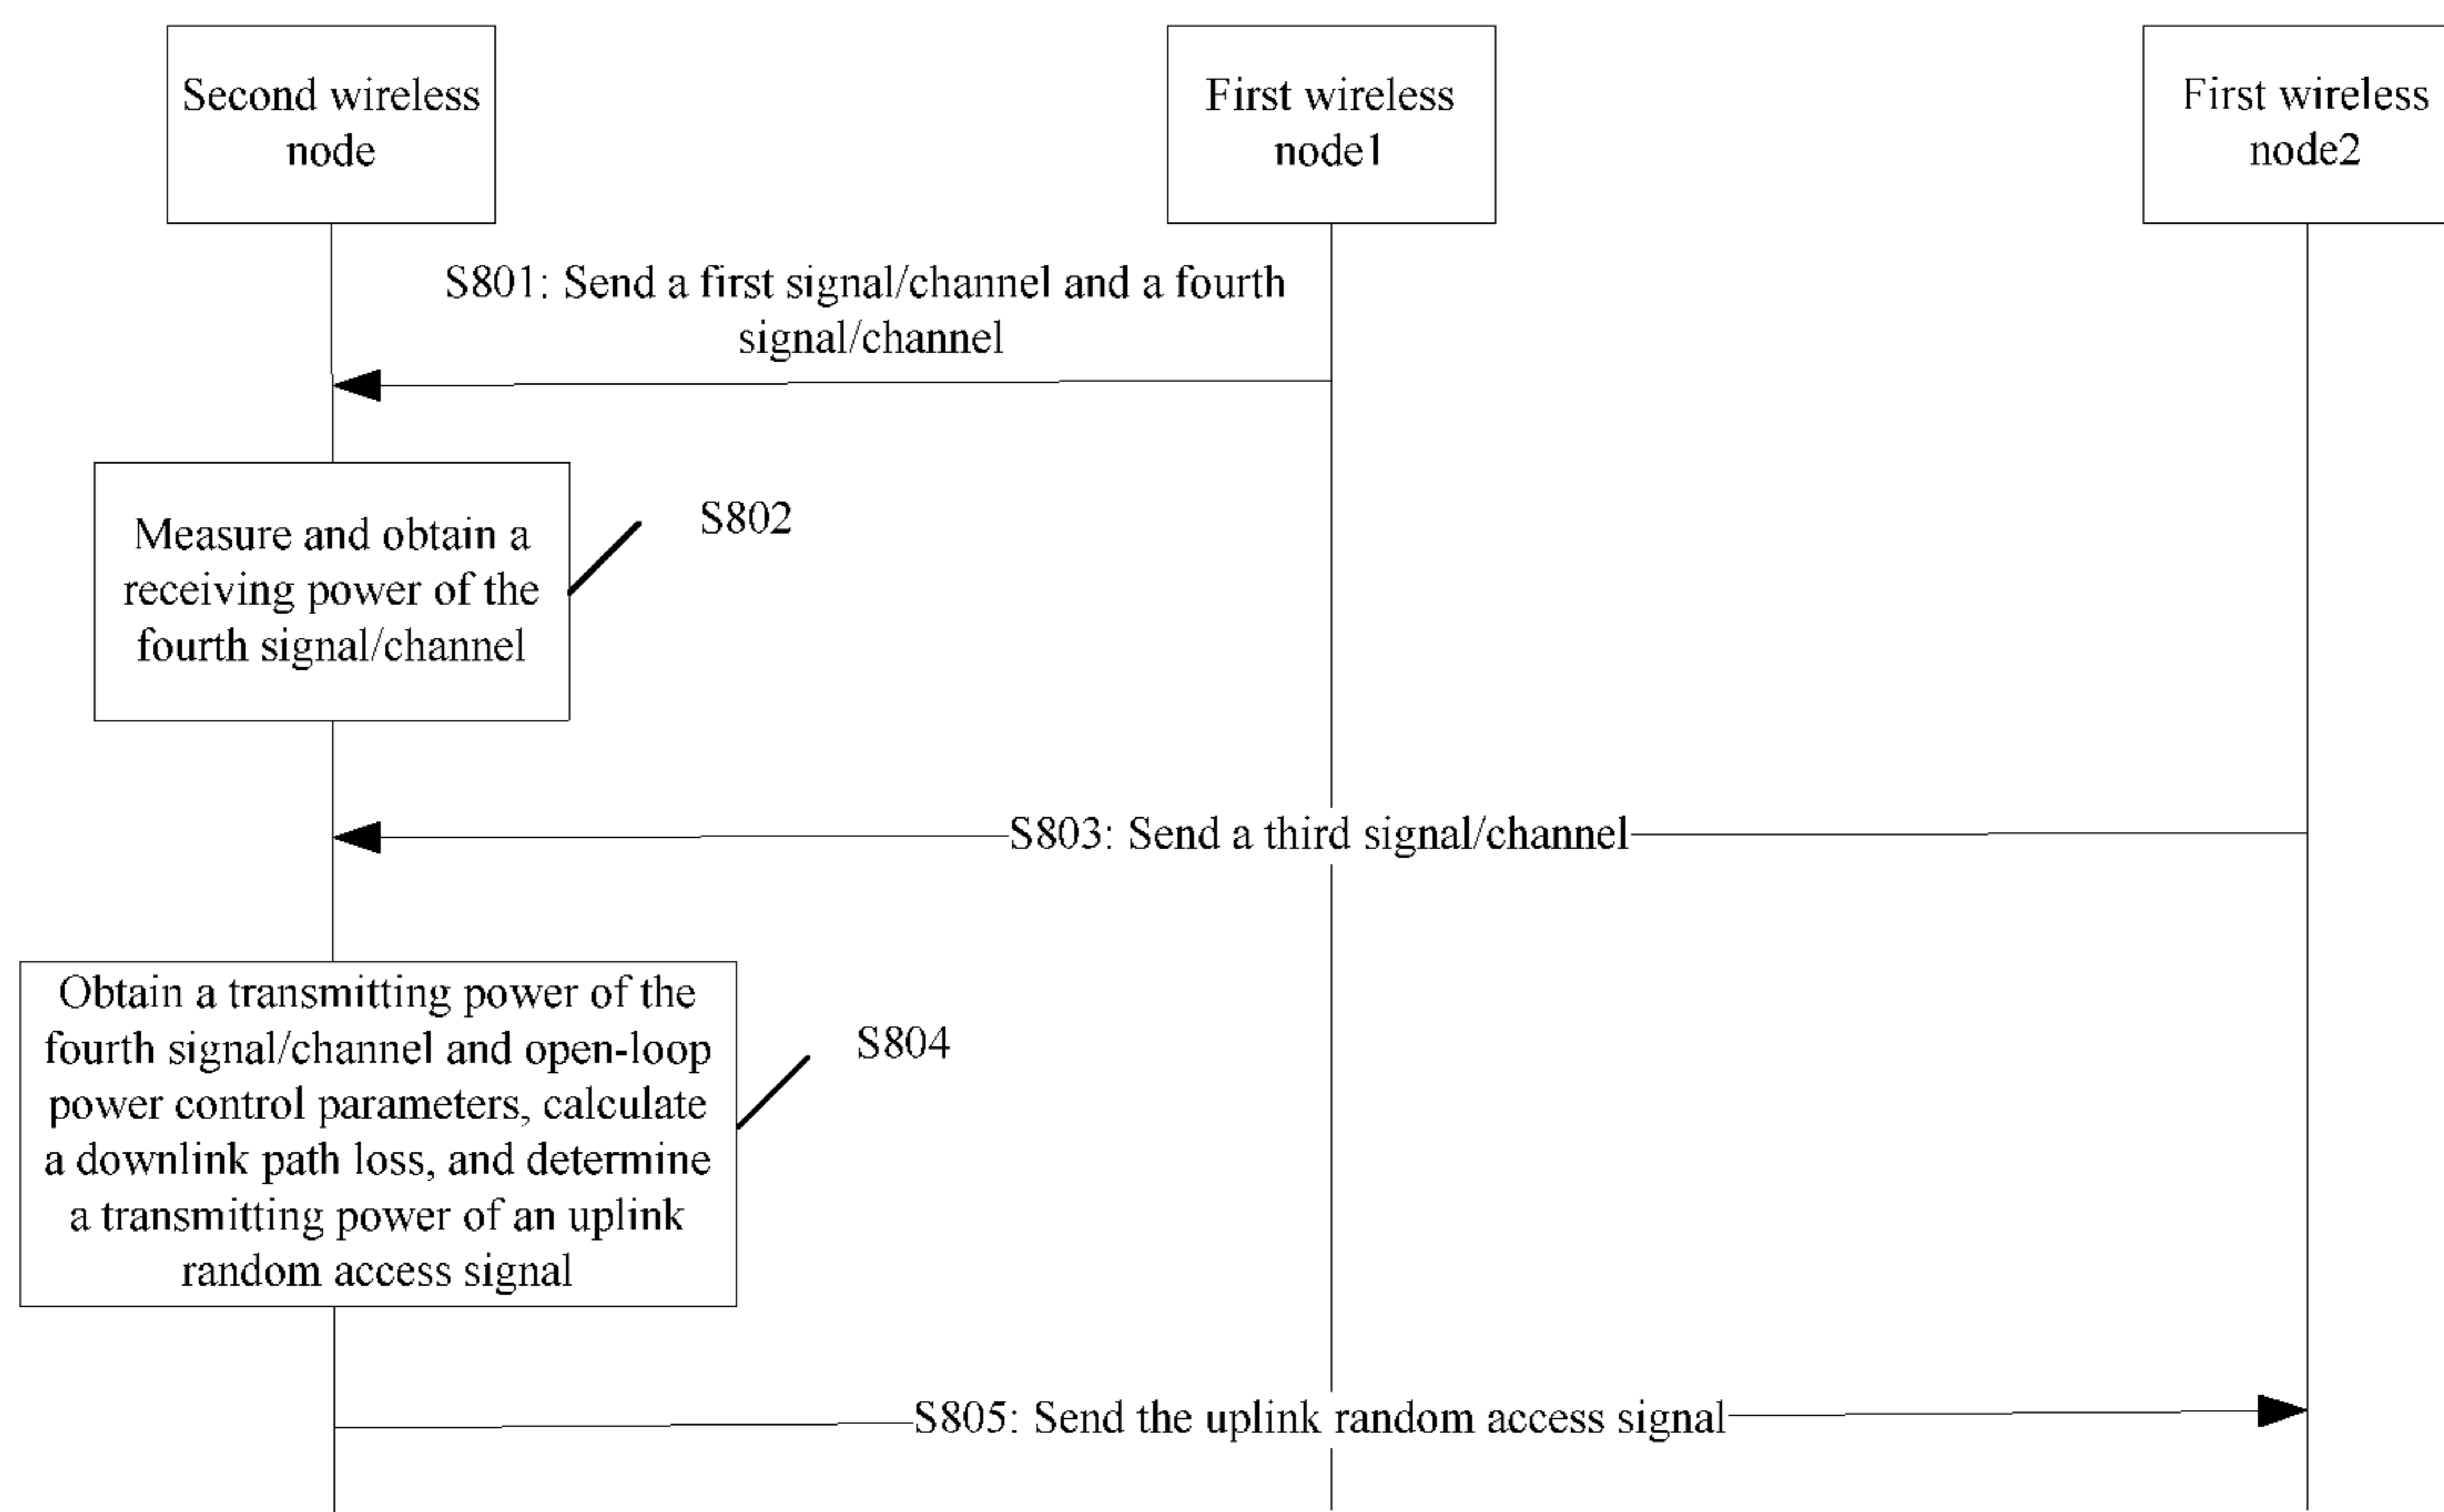 Second wireless
node
First wireless
node1
First wireless
node2
S801: Send a first signal/channel and a fourth
signal/channel
Measure and obtain a
receiving power of the
fourth signal/channel
S802
S803: Send a third signal/channel
Obtain a transmitting power of the
fourth signal/channel and open-loop
power control parameters, calculate
a downlink path loss, and determine
a transmitting power of an uplink
random access signal
S804
S805: Send the uplink random access signal